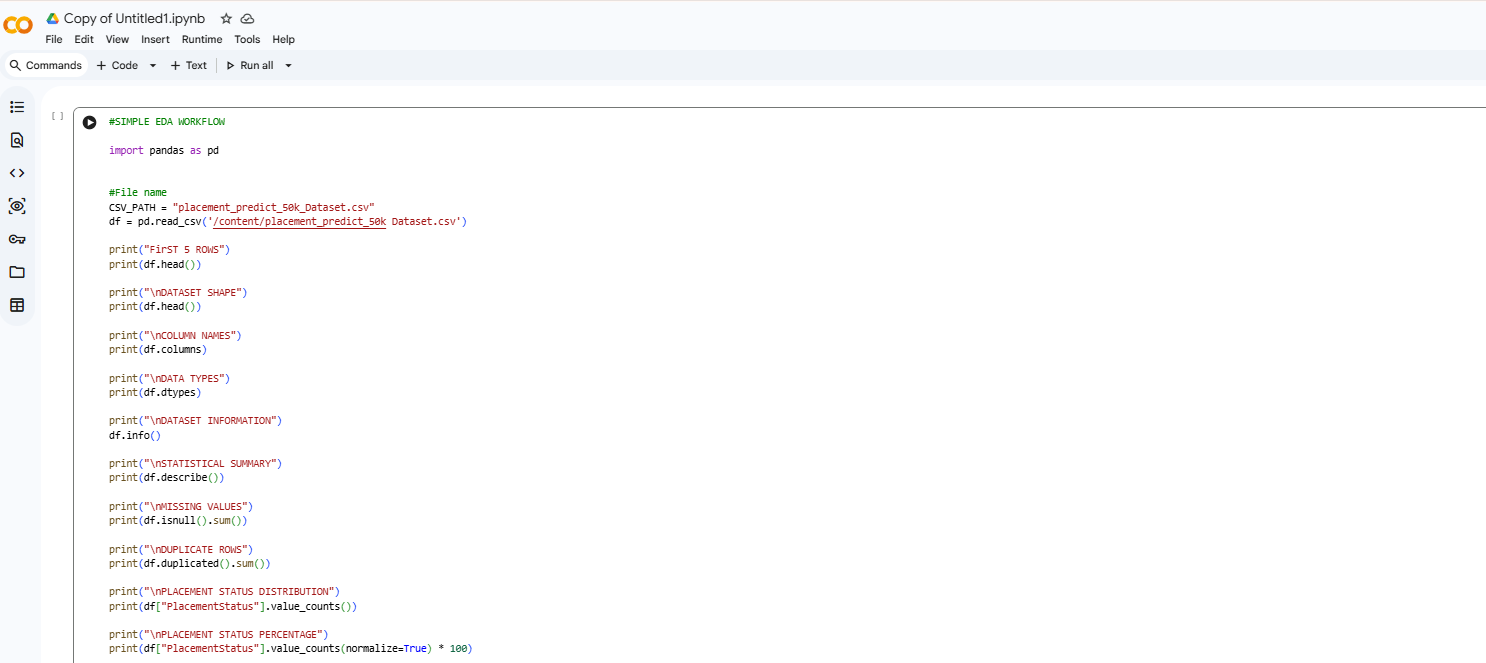 CO
Copy of Untitled1.ipynb
File Edit View Insert Runtime Tools Help
Commands + Code + Text Run all
[ ]
#SIMPLE EDA WORKFLOW
import pandas as pd
#File name
CSV_PATH = "placement_predict_50k_Dataset.csv"
df = pd.read_csv('/content/placement_predict_50k Dataset.csv')
print("FirST 5 ROWS")
print(df.head())
print("\nDATASET SHAPE")
print(df.head())
print("\nCOLUMN NAMES")
print(df.columns)
print("\nDATA TYPES")
print(df.dtypes)
print("\nDATASET INFORMATION")
df.info()
print("\nSTATISTICAL SUMMARY")
print(df.describe())
print("\nMISSING VALUES")
print(df.isnull().sum())
print("\nDUPLICATE ROWS")
print(df.duplicated().sum())
print("\nPLACEMENT STATUS DISTRIBUTION")
print(df["PlacementStatus"].value_counts())
print("\nPLACEMENT STATUS PERCENTAGE")
print(df["PlacementStatus"].value_counts(normalize=True) * 100)